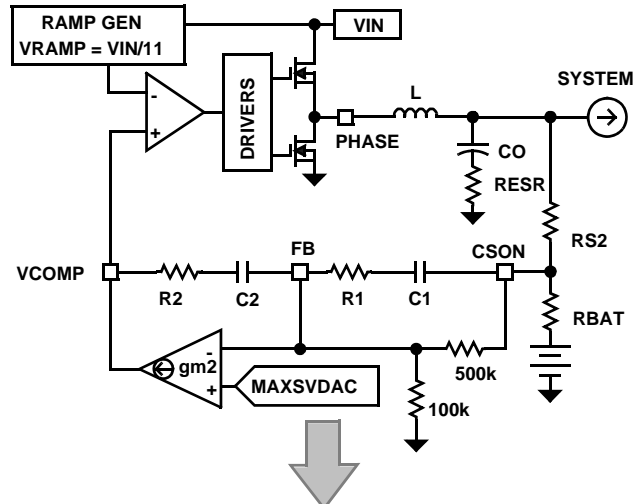 RAMP GEN
VRAMP = VIN/11
VIN
SYSTEM
-
+
DRIVERS
L
PHASE
CO
RESR
RS2
FB
CSON
VCOMP
R2
C2
R1
C1
RBAT
gm2
-
+
MAXSVDAC
500k
100k